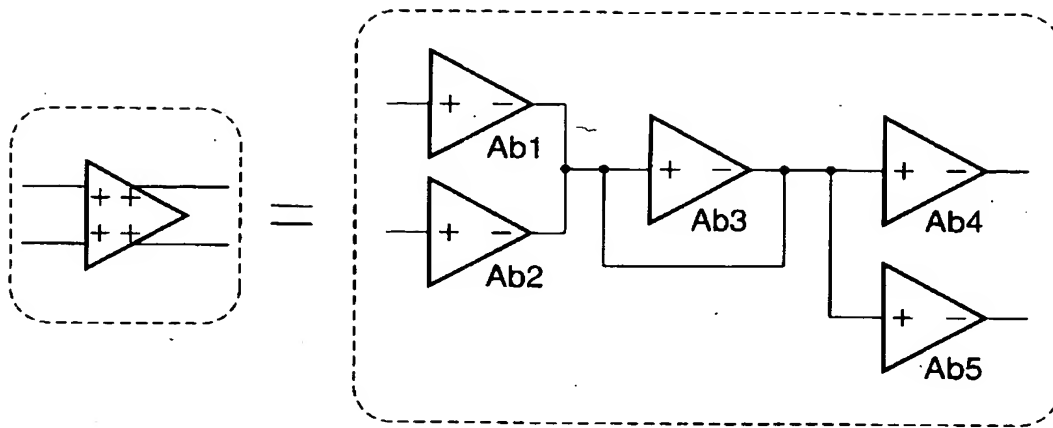 + −
Ab1
+ +
+ +
=
+ −
Ab3
+ −
Ab4
+ −
Ab2
+ −
Ab5